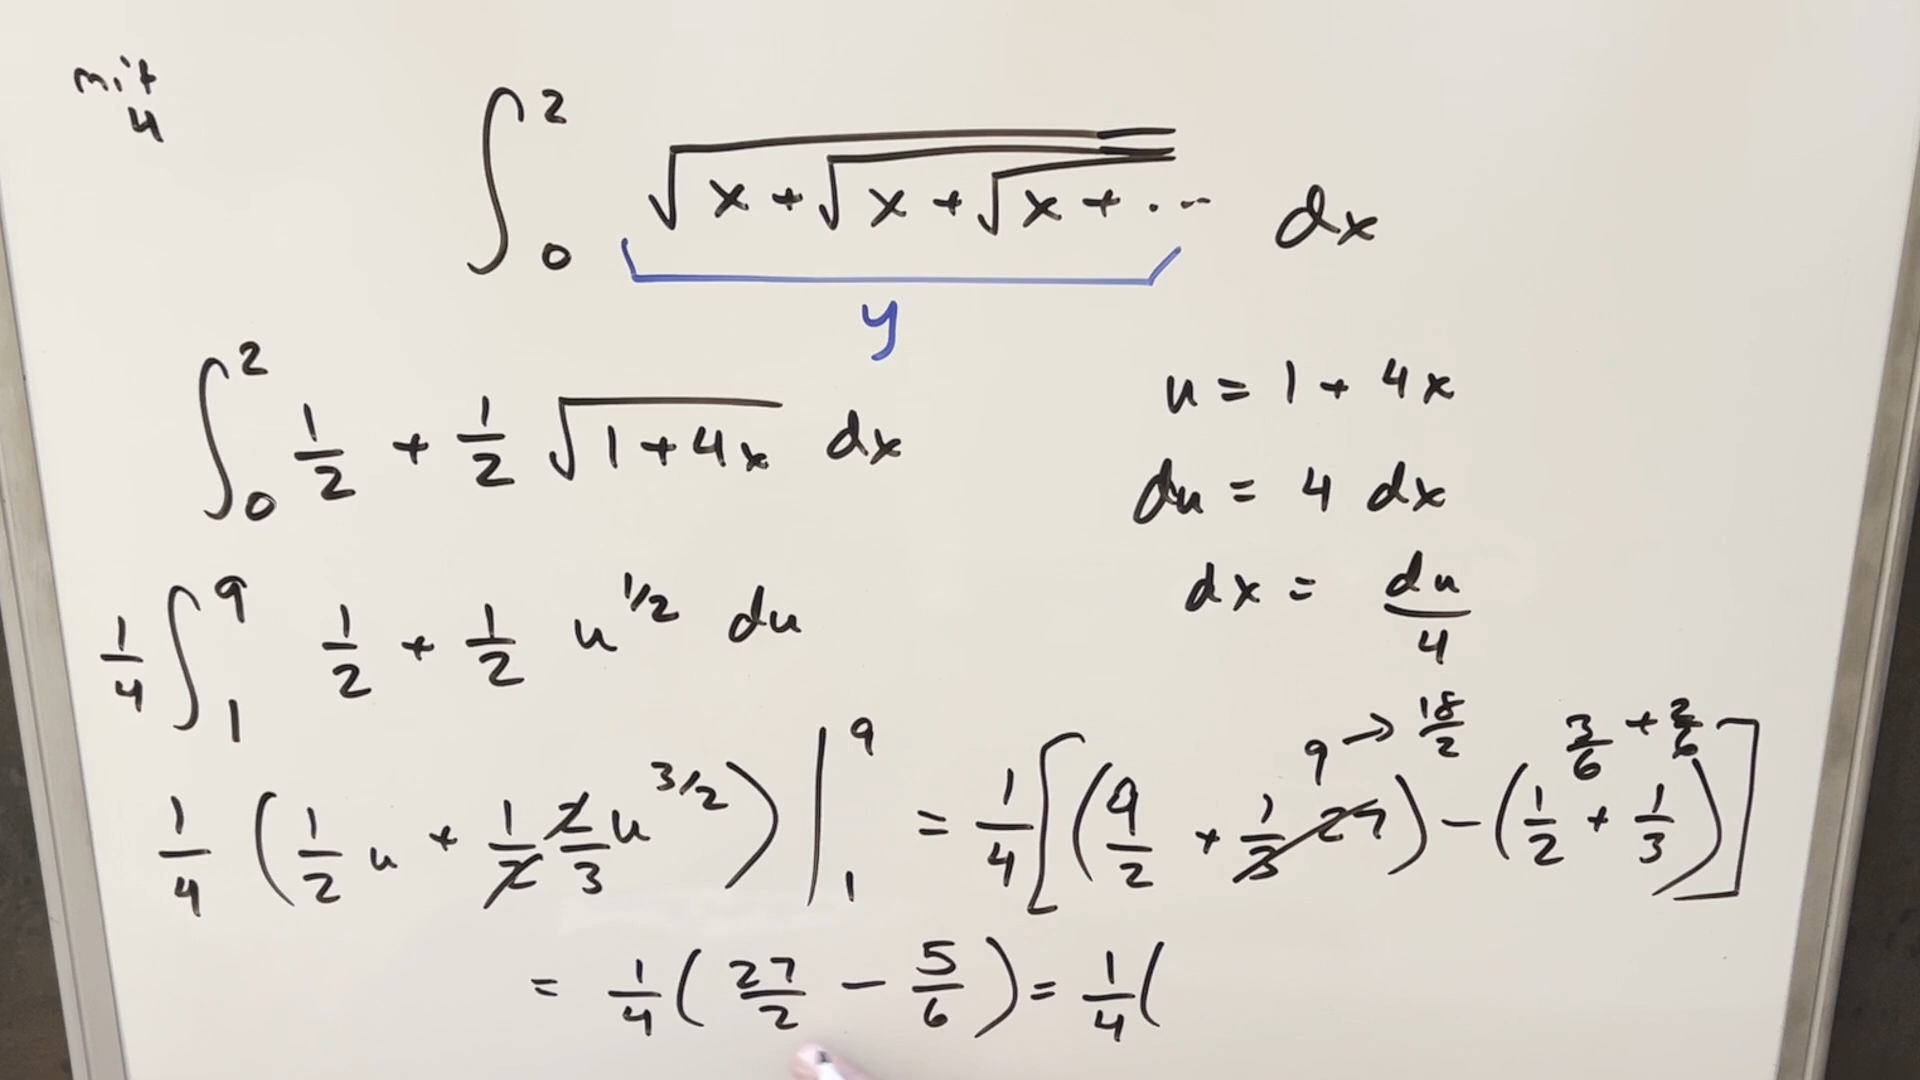 mit
4
∫₀² √(x + √(x + √(x + ... dx
y
∫₀² 1/2 + 1/2 √(1+4x) dx
u = 1 + 4x
du = 4 dx
dx = du/4
1/4 ∫₁⁹ 1/2 + 1/2 u^(1/2) du
9 → 18/2
3/6 + 2/6
1/4 (1/2 u + 1/2 2/3 u^(3/2)) |₁⁹ = 1/4 [(9/2 + 1/3 27) - (1/2 + 1/3)]
= 1/4 (27/2 - 5/6) = 1/4 (